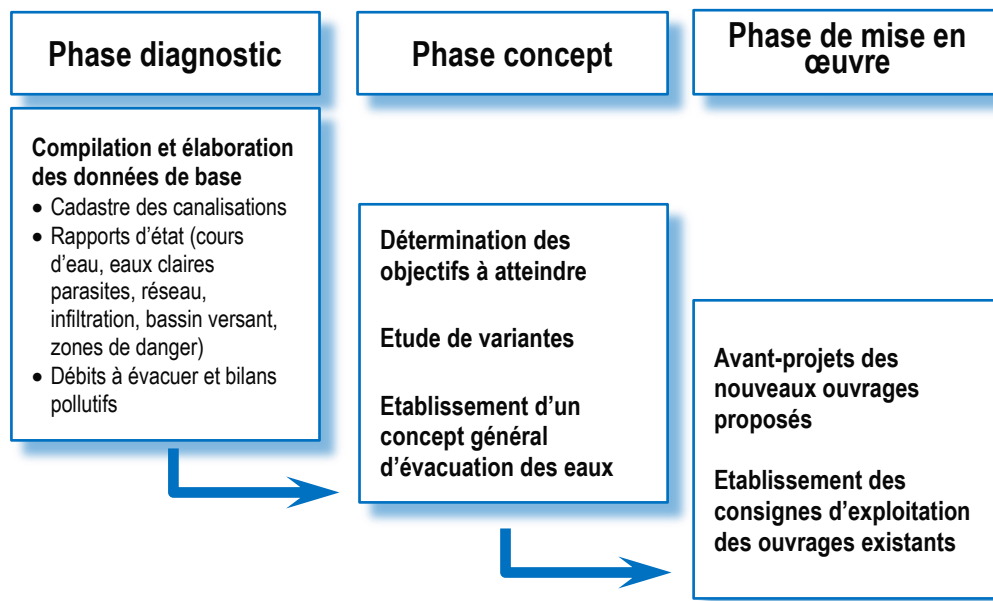 Phase diagnostic
Compilation et élaboration
des données de base
• Cadastre des canalisations
• Rapports d'état (cours
d'eau, eaux claires
parasites, réseau,
infiltration, bassin versant,
zones de danger)
• Débits à évacuer et bilans
pollutifs
Phase concept
Détermination des
objectifs à atteindre
Etude de variantes
Etablissement d'un
concept général
d'évacuation des eaux
Phase de mise en
œuvre
Avant-projets des
nouveaux ouvrages
proposés
Etablissement des
consignes d'exploitation
des ouvrages existants